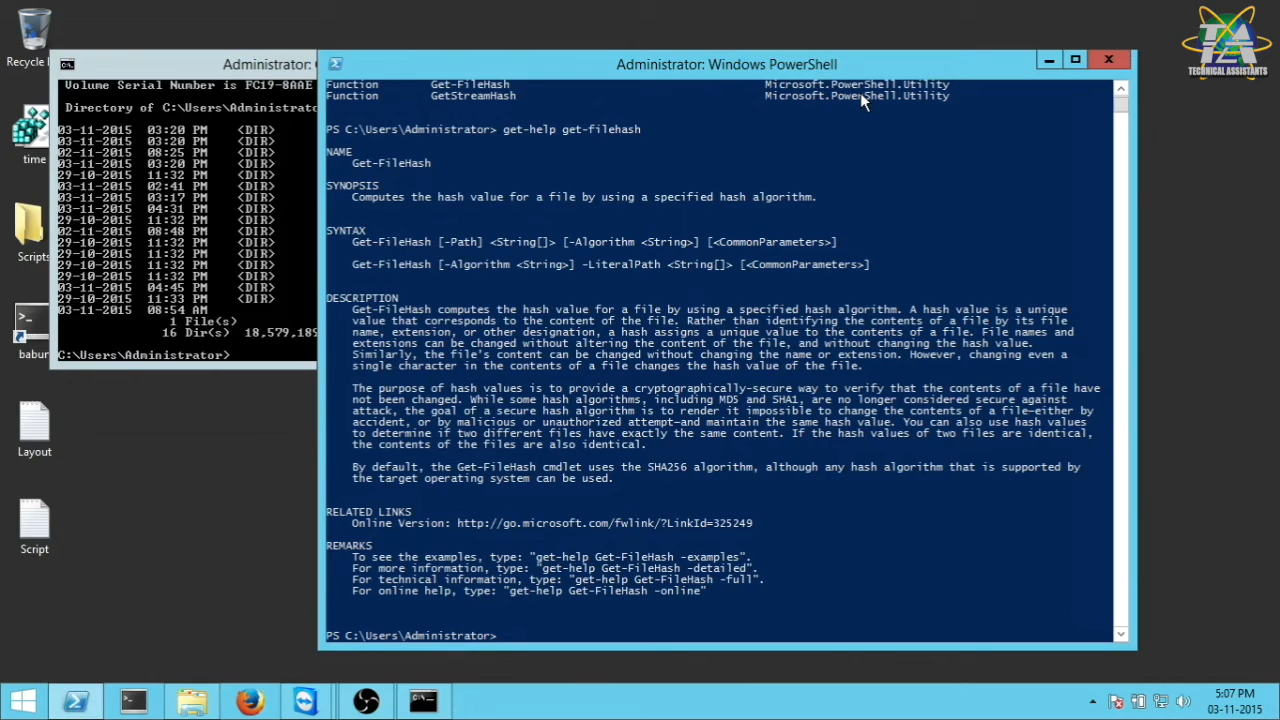 TECHNICAL ASSISTANTS
Recycle
time
Scripts
babun
Layout
Script
Administrator:
Volume Serial Number is FC19-8AAE
Directory of C:\Users\Administrator
03-11-2015  03:20 PM    <DIR>
03-11-2015  03:20 PM    <DIR>
02-11-2015  08:25 PM    <DIR>
03-11-2015  03:20 PM    <DIR>
29-10-2015  11:32 PM    <DIR>
03-11-2015  02:41 PM    <DIR>
03-11-2015  03:17 PM    <DIR>
03-11-2015  04:31 PM    <DIR>
29-10-2015  11:32 PM    <DIR>
02-11-2015  08:48 PM    <DIR>
29-10-2015  11:32 PM    <DIR>
29-10-2015  11:32 PM    <DIR>
29-10-2015  11:32 PM    <DIR>
29-10-2015  11:32 PM    <DIR>
03-11-2015  04:45 PM    <DIR>
29-10-2015  11:33 PM    <DIR>
03-11-2015  08:54 AM
1 File(s)
16 Dir(s)  18,579,189
C:\Users\Administrator>
Administrator: Windows PowerShell
Function        Get-FileHash        Microsoft.PowerShell.Utility
Function        GetStreamHash        Microsoft.PowerShell.Utility
PS C:\Users\Administrator> get-help get-filehash
NAME
Get-FileHash
SYNOPSIS
Computes the hash value for a file by using a specified hash algorithm.
SYNTAX
Get-FileHash [-Path] <String[]> [-Algorithm <String>] [<CommonParameters>]
Get-FileHash [-Algorithm <String>] -LiteralPath <String[]> [<CommonParameters>]
DESCRIPTION
Get-FileHash computes the hash value for a file by using a specified hash algorithm. A hash value is a unique
value that corresponds to the content of the file. Rather than identifying the contents of a file by its file
name, extension, or other designation, a hash assigns a unique value to the contents of a file. File names and
extensions can be changed without altering the content of the file, and without changing the hash value.
Similarly, the file's content can be changed without changing the name or extension. However, changing even a
single character in the contents of a file changes the hash value of the file.
The purpose of hash values is to provide a cryptographically-secure way to verify that the contents of a file have
not been changed. While some hash algorithms, including MD5 and SHA1, are no longer considered secure against
attack, the goal of a secure hash algorithm is to render it impossible to change the contents of a file—either by
accident, or by malicious or unauthorized attempt—and maintain the same hash value. You can also use hash values
to determine if two different files have exactly the same content. If the hash values of two files are identical,
the contents of the files are also identical.
By default, the Get-FileHash cmdlet uses the SHA256 algorithm, although any hash algorithm that is supported by
the target operating system can be used.
RELATED LINKS
Online Version: http://go.microsoft.com/fwlink/?LinkId=325249
REMARKS
To see the examples, type: "get-help Get-FileHash -examples".
For more information, type: "get-help Get-FileHash -detailed".
For technical information, type: "get-help Get-FileHash -full".
For online help, type: "get-help Get-FileHash -online"
PS C:\Users\Administrator>
5:07 PM
03-11-2015